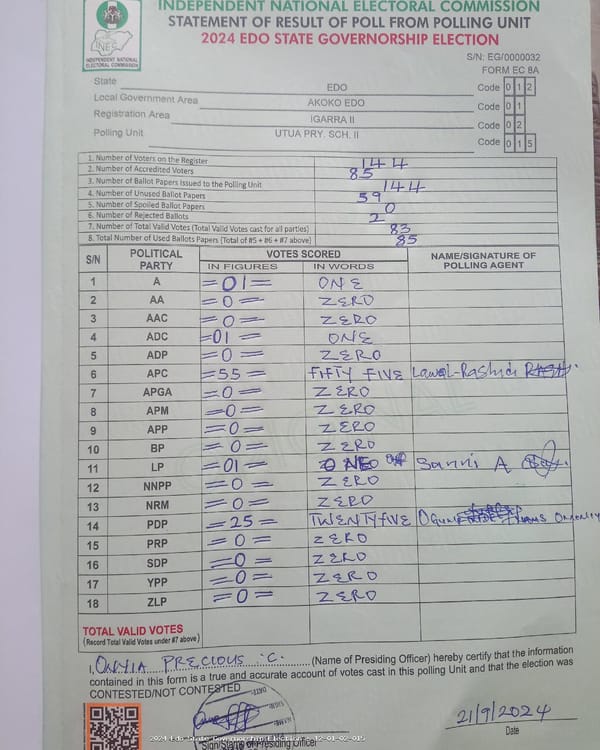 INDEPENDENT NATIONAL ELECTORAL COMMISSION
STATEMENT OF RESULT OF POLL FROM POLLING UNIT
2024 EDO STATE GOVERNORSHIP ELECTION
INEC
INDEPENDENT NATIONAL ELECTORAL COMMISSION
S/N: EG/0000032
FORM EC 8A
State EDO Code 0 1 2
Local Government Area AKOKO EDO Code 0 1
Registration Area IGARRA II Code 0 2
Polling Unit UTUA PRY. SCH. II Code 0 1 5
1. Number of Voters on the Register 144
2. Number of Accredited Voters 85
3. Number of Ballot Papers Issued to the Polling Unit 144
4. Number of Unused Ballot Papers 59
5. Number of Spoiled Ballot Papers 0
6. Number of Rejected Ballots 2
7. Number of Total Valid Votes (Total Valid Votes cast for all parties) 83
8. Total Number of Used Ballots Papers (Total of #5 + #6 + #7 above) 85
S/N POLITICAL PARTY VOTES SCORED NAME/SIGNATURE OF POLLING AGENT
IN FIGURES IN WORDS
1 A =01= ONE
2 AA =0= ZERO
3 AAC =0= ZERO
4 ADC =01= ONE
5 ADP =0= ZERO
6 APC =55= FIFTY FIVE Lawal-Rashidi
7 APGA =0= ZERO
8 APM =0= ZERO
9 APP =0= ZERO
10 BP =0= ZERO
11 LP =01= ONE Sanni A
12 NNPP =0= ZERO
13 NRM =0= ZERO
14 PDP =25= TWENTY FIVE
15 PRP =0= ZERO
16 SDP =0= ZERO
17 YPP =0= ZERO
18 ZLP =0= ZERO
TOTAL VALID VOTES
(Record Total Valid Votes under #7 above)
I, ONYIA PRECIOUS .C. (Name of Presiding Officer) hereby certify that the information
contained in this form is a true and accurate account of votes cast in this polling Unit and that the election was
CONTESTED/NOT CONTESTED
21/9/2024
Date
2024 Edo State Governorship Election - 12-01-02-015
Sign/Stamp of Presiding Officer